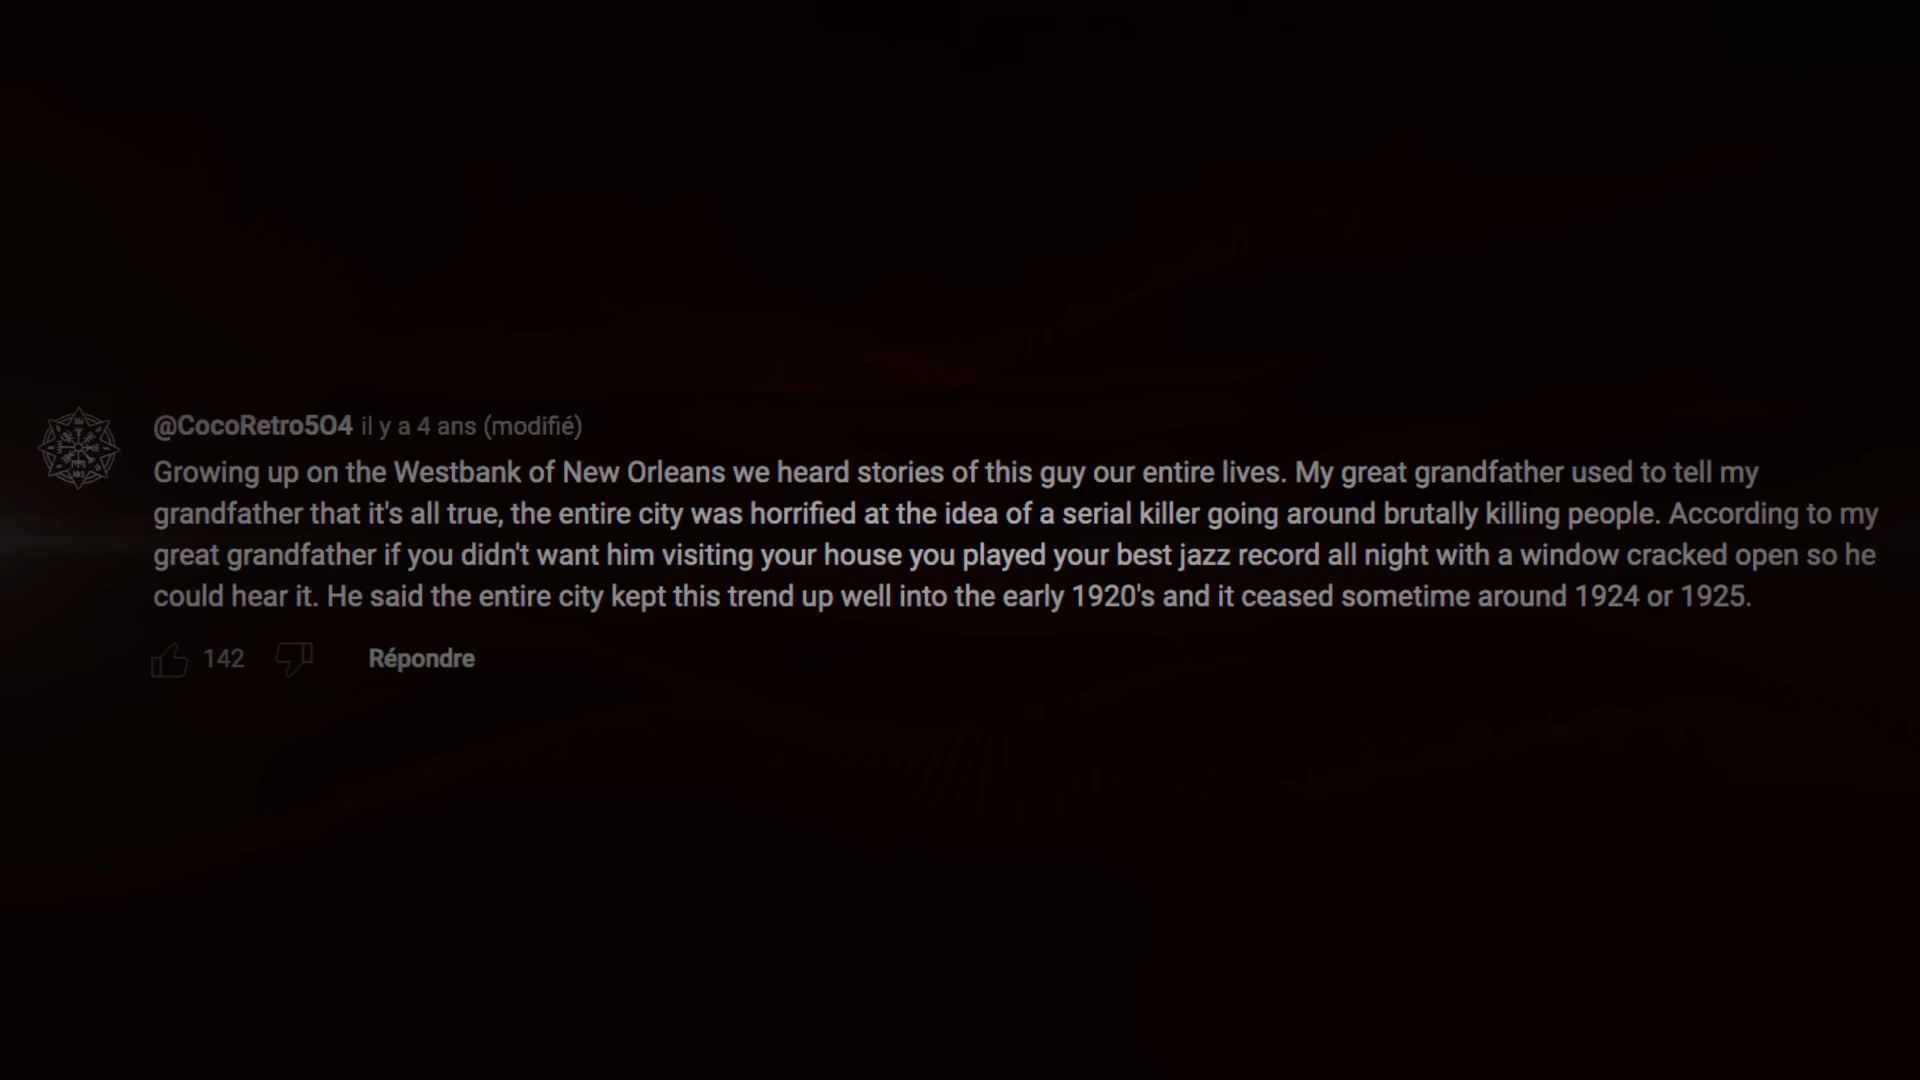 @CocoRetro504 il y a 4 ans (modifié)
Growing up on the Westbank of New Orleans we heard stories of this guy our entire lives. My great grandfather used to tell my
grandfather that it's all true, the entire city was horrified at the idea of a serial killer going around brutally killing people. According to my
great grandfather if you didn't want him visiting your house you played your best jazz record all night with a window cracked open so he
could hear it. He said the entire city kept this trend up well into the early 1920's and it ceased sometime around 1924 or 1925.
142 Répondre